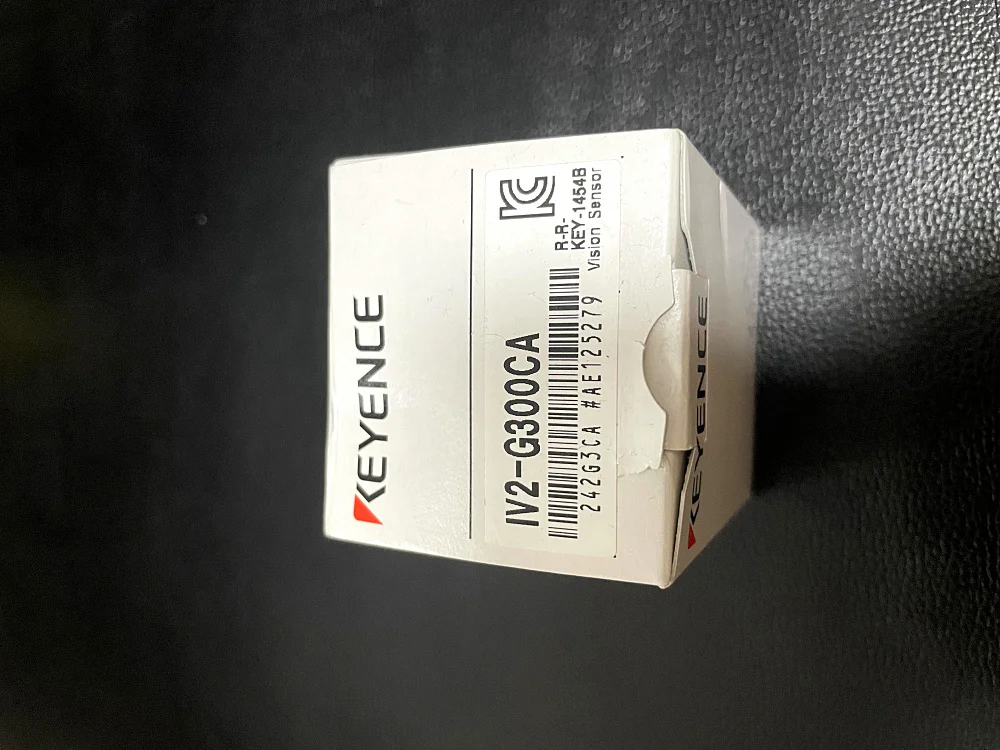 KEYENCE
IV2-G300CA
242G3CA #AE125279
R-R-
KEY-1454B
Vision Sensor
KEYENCE